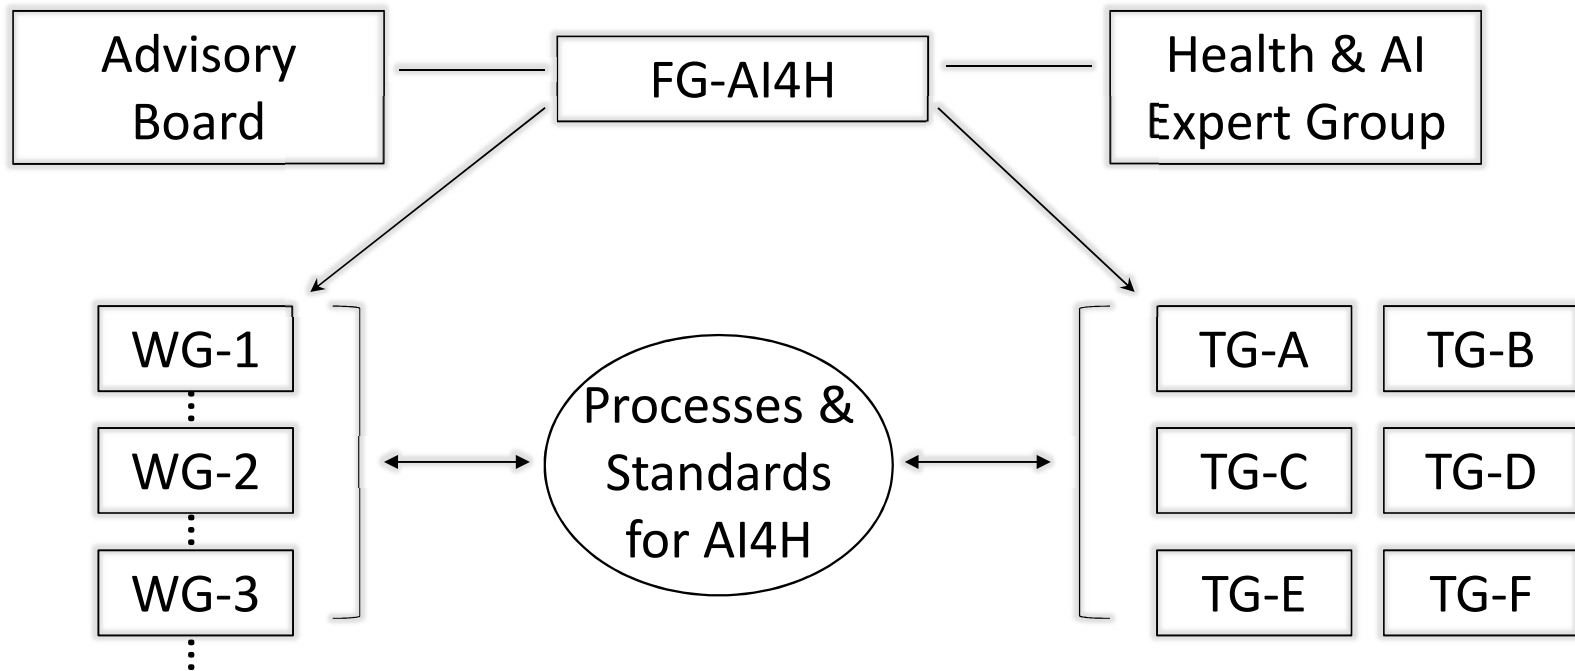 Advisory
Board
FG-AI4H
Health & AI
Expert Group
WG-1
WG-2
WG-3
Processes &
Standards
for AI4H
TG-A
TG-B
TG-C
TG-D
TG-E
TG-F